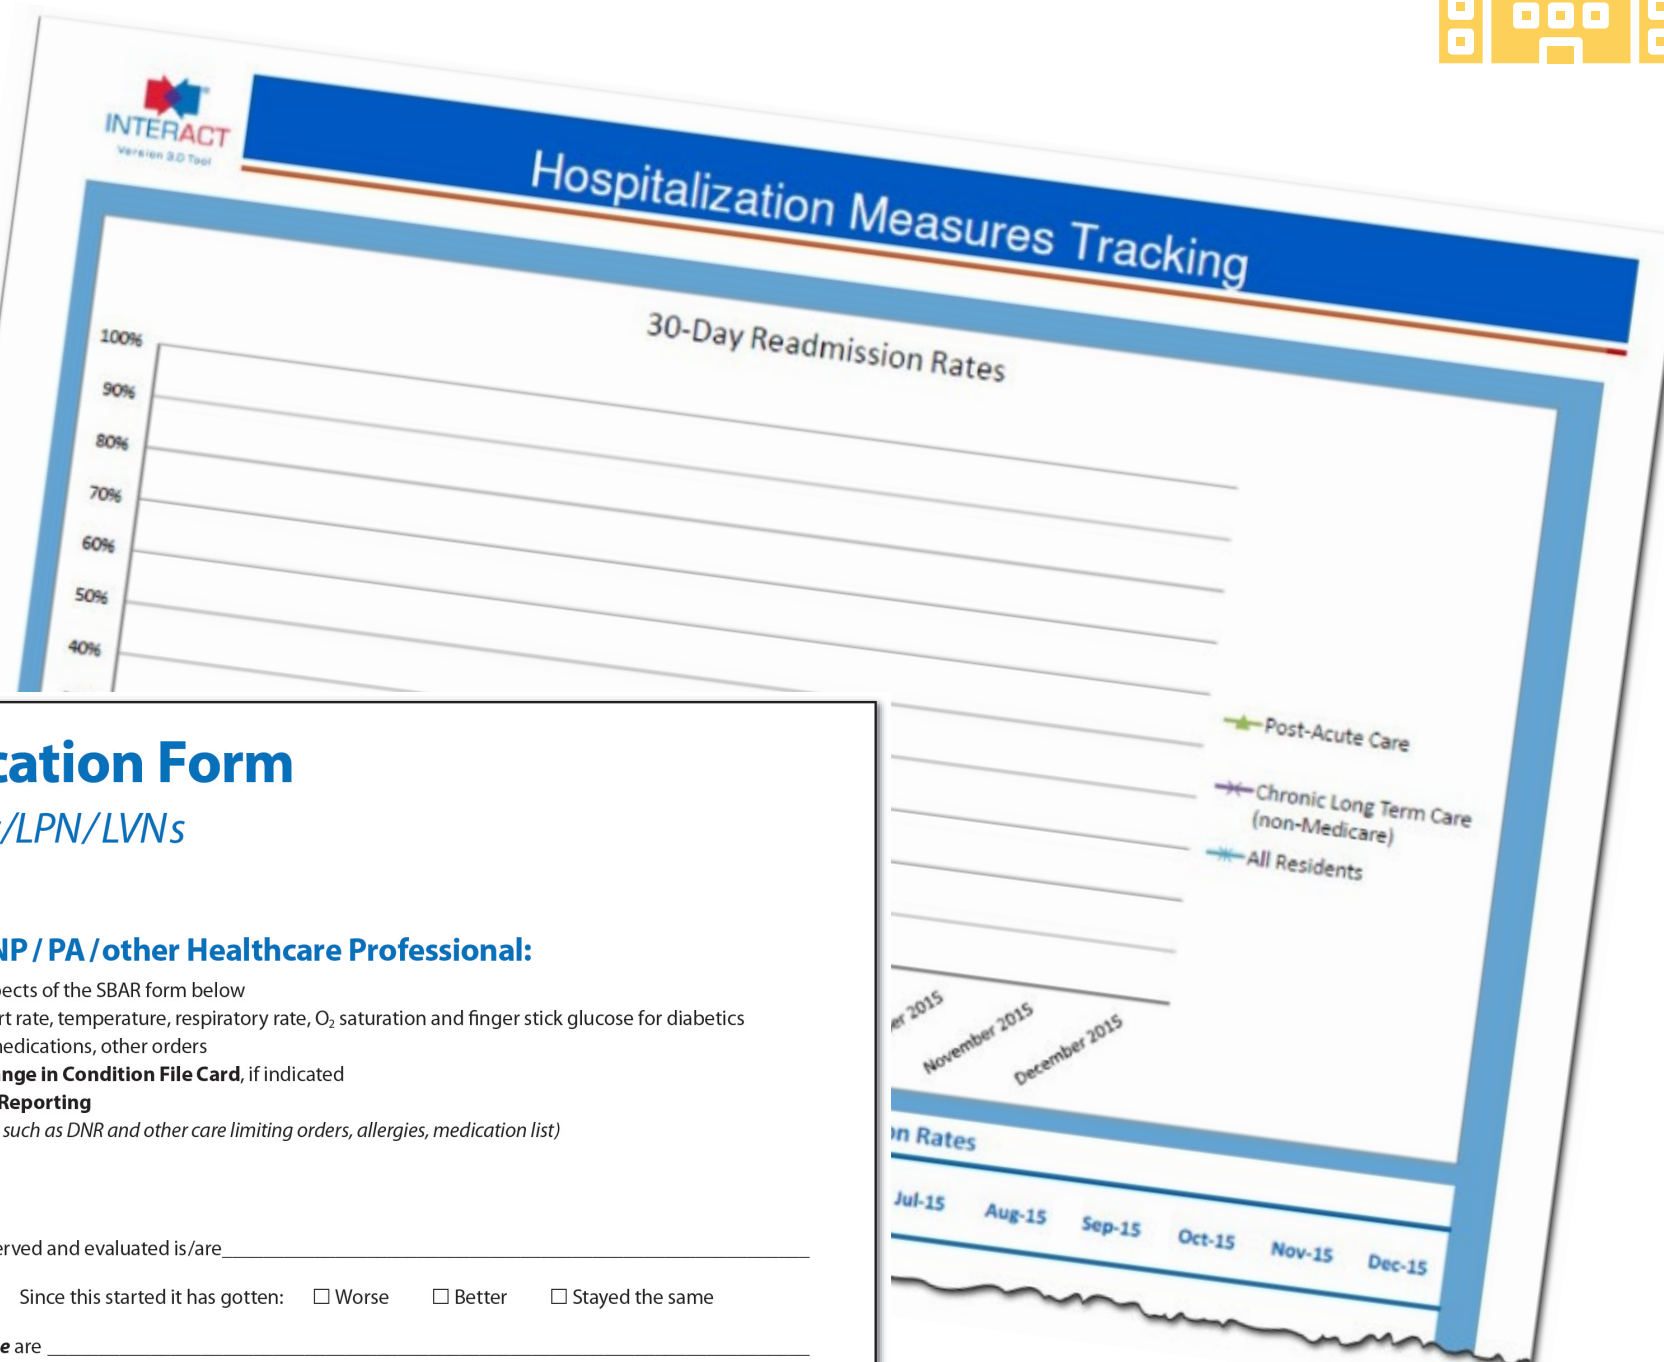 INTERACT
Version 3.0 Tool
Hospitalization Measures Tracking
30-Day Readmission Rates
100%
90%
80%
70%
60%
50%
40%
Post-Acute Care
Chronic Long Term Care
(non-Medicare)
All Residents
er 2015
November 2015
December 2015
on Rates
Jul-15 Aug-15 Sep-15 Oct-15 Nov-15 Dec-15
cation Form
/LPN/LVNs
NP / PA / other Healthcare Professional:
ects of the SBAR form below
rt rate, temperature, respiratory rate, O₂ saturation and finger stick glucose for diabetics
medications, other orders
nge in Condition File Card, if indicated
Reporting
such as DNR and other care limiting orders, allergies, medication list)
erved and evaluated is/are
Since this started it has gotten: ☐ Worse ☐ Better ☐ Stayed the same
e are